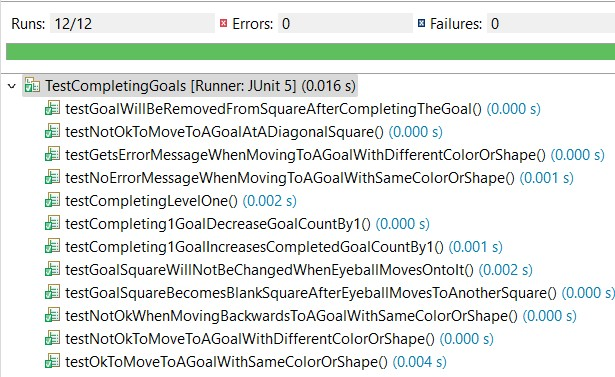 Runs: 12/12 Errors: 0 Failures: 0
TestCompletingGoals [Runner: JUnit 5] (0.016 s)
testGoalWillBeRemovedFromSquareAfterCompletingTheGoal() (0.000 s)
testNotOkToMoveToAGoalAtADiagonalSquare() (0.000 s)
testGetsErrorMessageWhenMovingToAGoalWithDifferentColorOrShape() (0.000 s)
testNoErrorMessageWhenMovingToAGoalWithSameColorOrShape() (0.001 s)
testCompletingLevelOne() (0.002 s)
testCompleting1GoalDecreaseGoalCountBy1() (0.000 s)
testCompleting1GoalIncreasesCompletedGoalCountBy1() (0.001 s)
testGoalSquareWillNotBeChangedWhenEyeballMovesOntoIt() (0.002 s)
testGoalSquareBecomesBlankSquareAfterEyeballMovesToAnotherSquare() (0.000 s)
testNotOkWhenMovingBackwardsToAGoalWithSameColorOrShape() (0.000 s)
testNotOkToMoveToAGoalWithDifferentColorOrShape() (0.000 s)
testOkToMoveToAGoalWithSameColorOrShape() (0.004 s)